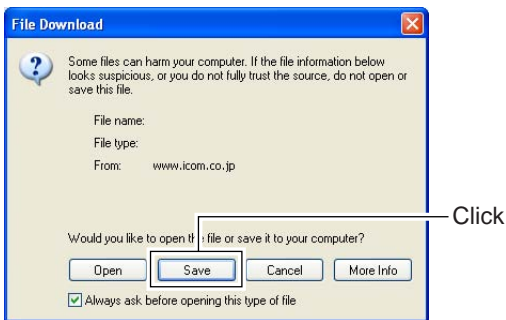 File Download
Some files can harm your computer. If the file information below
looks suspicious, or you do not fully trust the source, do not open or
save this file.
File name:
File type:
From: www.icom.co.jp
Click
Would you like to open the file or save it to your computer?
Open Save Cancel More Info
Always ask before opening this type of file